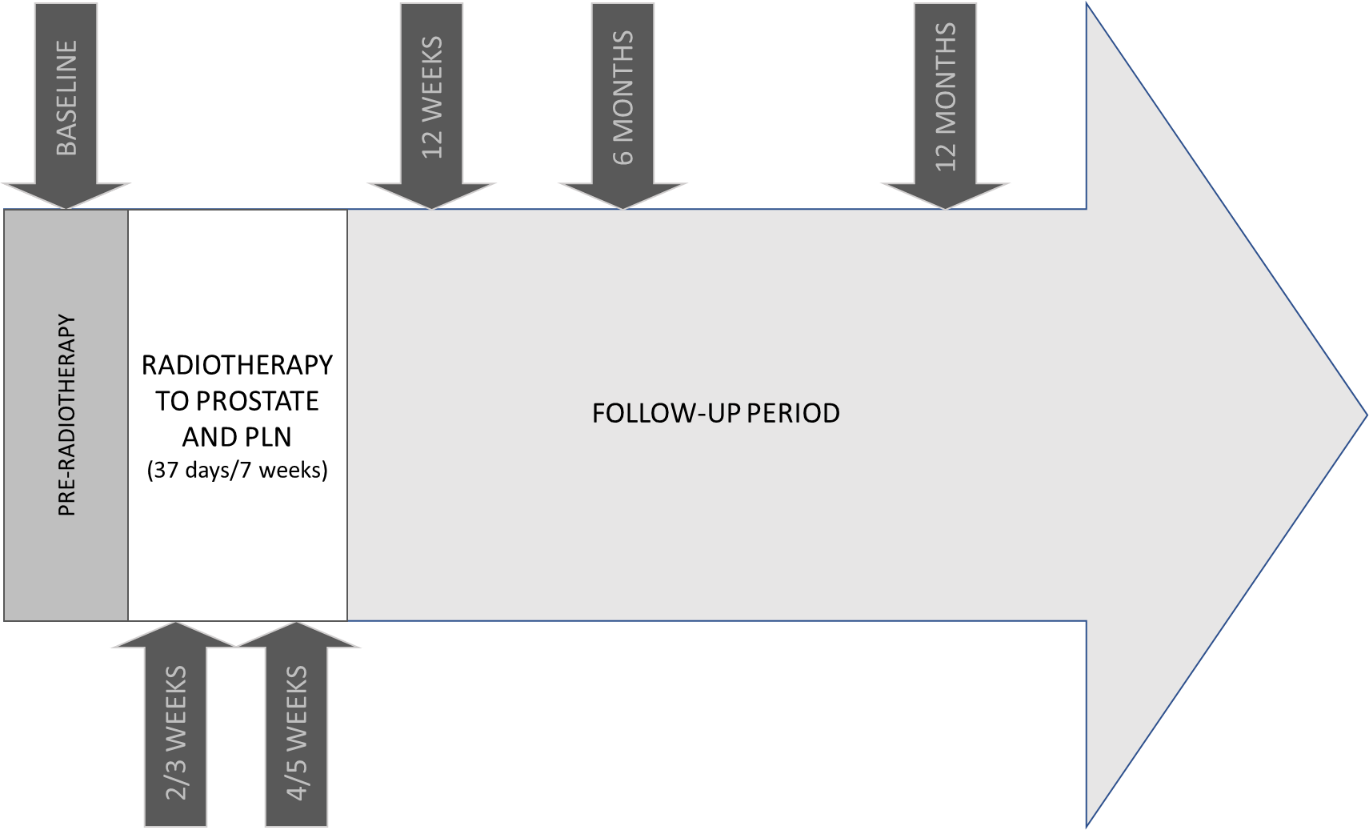 BASELINE
12 WEEKS
6 MONTHS
12 MONTHS
PRE-RADIOTHERAPY
RADIOTHERAPY
TO PROSTATE
AND PLN
(37 days/7 weeks)
FOLLOW-UP PERIOD
2/3 WEEKS
4/5 WEEKS